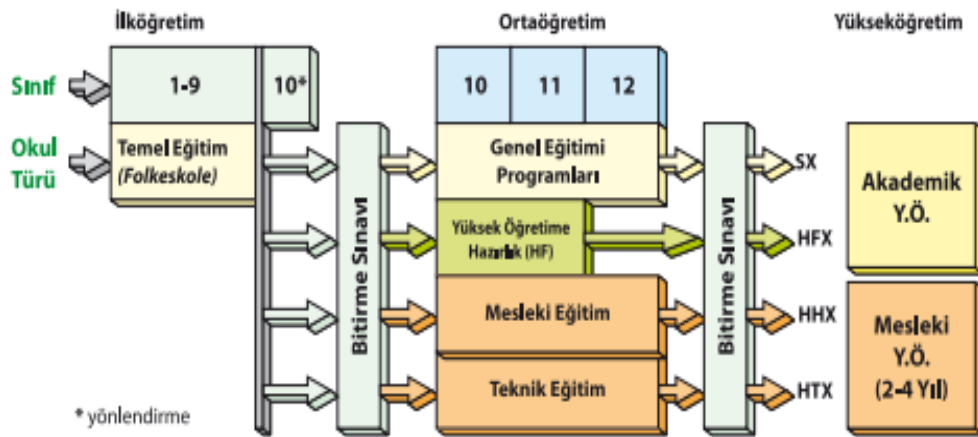 İlköğretim
Ortaöğretim
Yükseköğretim
Sınıf
1-9
10*
10
11
12
Okul
Türü
Temel Eğitim
(Folkeskole)
Bitirme Sınavı
Genel Eğitimi
Programları
Yüksek Öğretime
Hazırlık (HF)
Mesleki Eğitim
Teknik Eğitim
Bitirme Sınavı
SX
HFX
HHX
HTX
Akademik
Y.Ö.
Mesleki
Y.Ö.
(2-4 Yıl)
* yönlendirme